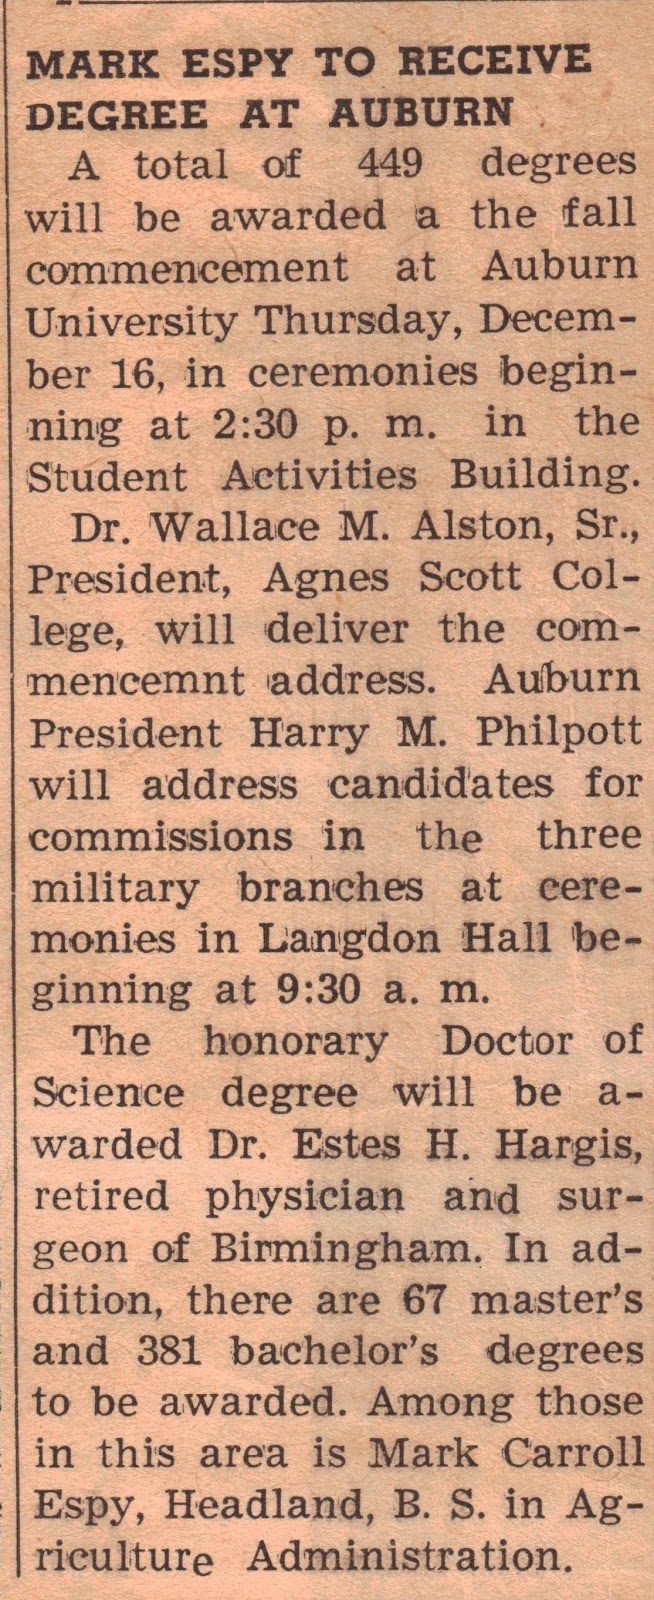 MARK ESPY TO RECEIVE
DEGREE AT AUBURN
A total of 449 degrees
will be awarded a the fall
commencement at Auburn
University Thursday, Decem-
ber 16, in ceremonies begin-
ning at 2:30 p. m. in the
Student Activities Building.
Dr. Wallace M. Alston, Sr.,
President, Agnes Scott Col-
lege, will deliver the com-
mencemnt address. Auburn
President Harry M. Philpott
will address candidates for
commissions in the three
military branches at cere-
monies in Langdon Hall be-
ginning at 9:30 a. m.
The honorary Doctor of
Science degree will be a-
warded Dr. Estes H. Hargis,
retired physician and sur-
geon of Birmingham. In ad-
dition, there are 67 master's
and 381 bachelor's degrees
to be awarded. Among those
in this area is Mark Carroll
Espy, Headland, B. S. in Ag-
riculture Administration.